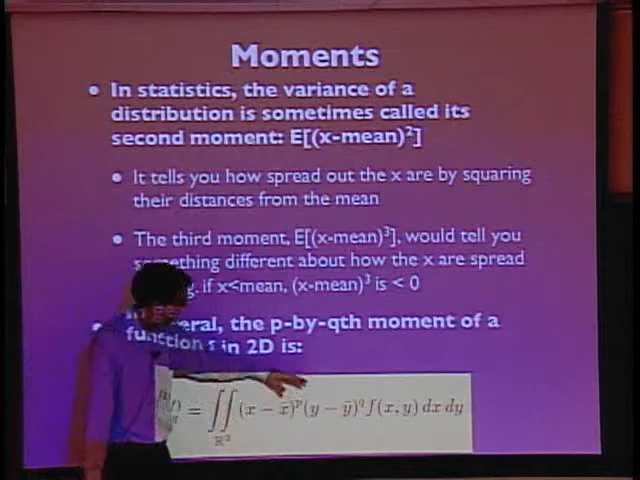 Moments
• In statistics, the variance of a
distribution is sometimes called its
second moment: E[(x-mean)²]
• It tells you how spread out the x are by squaring
their distances from the mean
• The third moment, E[(x-mean)³], would tell you
something different about how the x are spread
if x<mean, (x-mean)³ is < 0
• In general, the p-by-qth moment of a
function f in 2D is:
= ∬ (x − x̄)ᵖ(y − ȳ)^q f(x, y) dx dy
ℝ²